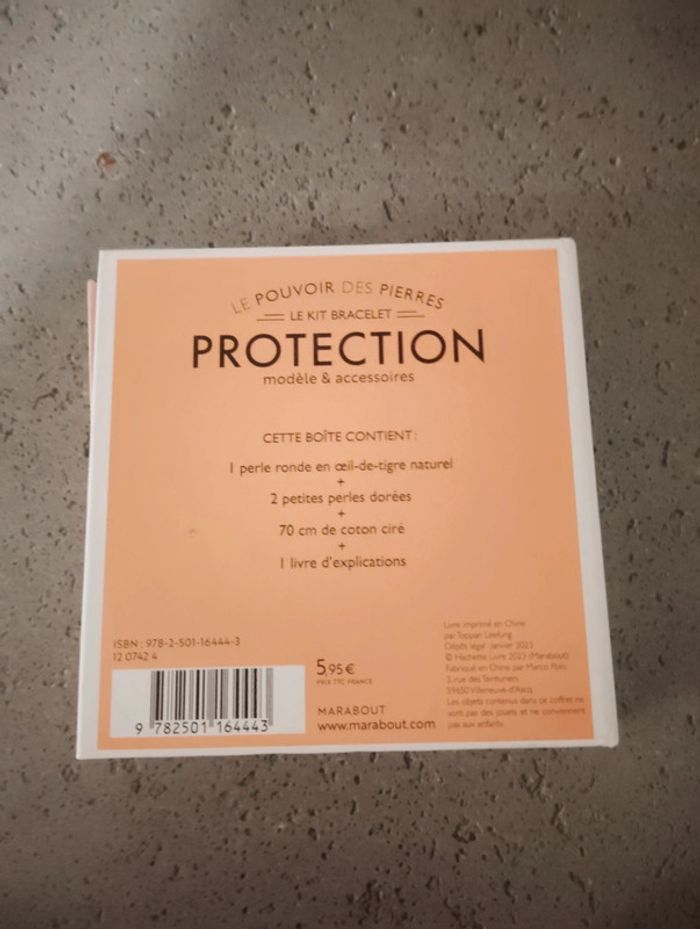 LE POUVOIR DES PIERRES
LE KIT BRACELET
PROTECTION
modèle & accessoires
CETTE BOÎTE CONTIENT :
1 perle ronde en œil-de-tigre naturel
+
2 petites perles dorées
+
70 cm de coton ciré
+
1 livre d'explications
ISBN : 978-2-501-16444-3
12 0742 4
9 782501 164443
5,95 €
PRIX TTC FRANCE
MARABOUT
www.marabout.com
Livre imprimé en Chine
par Toppan Leefung
Dépôt légal : janvier 2023
© Hachette Livre 2023 (Marabout)
Fabriqué en Chine par Marco Polo
3, rue des Teinturiers
59650 Villeneuve-d'Ascq
Les objets contenus dans ce coffret ne
sont pas des jouets et ne conviennent
pas aux enfants.